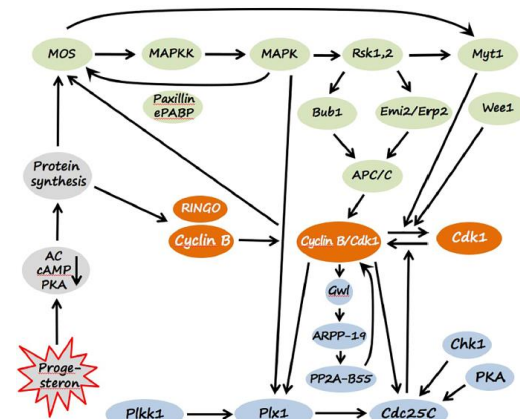 MOS
MAPKK
MAPK
Rsk1,2
Myt1
Paxillin
ePABP
Bub1
Emi2/Erp2
Wee1
Protein
synthesis
APC/C
RINGO
Cyclin B
Cyclin B/Cdk1
Cdk1
AC
cAMP
PKA
Gwl
ARPP-19
Chk1
PP2A-B55
PKA
Proge-
steron
Plkk1
Plx1
Cdc25C